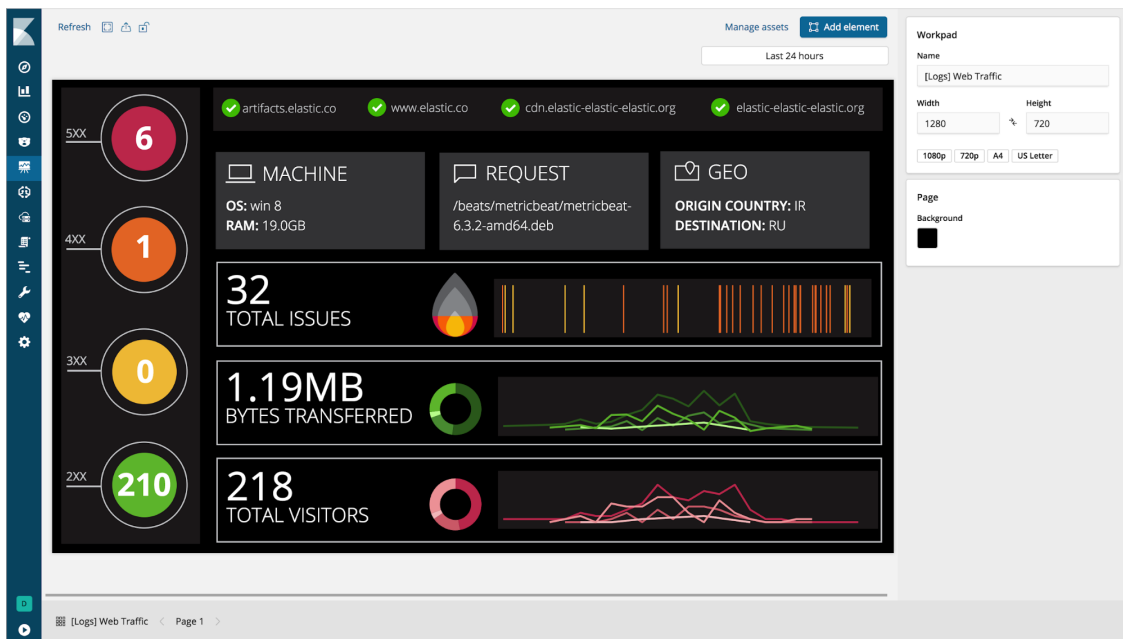 Refresh
Manage assets
Add element
Last 24 hours
5XX
6
4XX
1
3XX
0
2XX
210
artifacts.elastic.co
www.elastic.co
cdn.elastic-elastic-elastic.org
elastic-elastic-elastic.org
MACHINE
OS: win 8
RAM: 19.0GB
REQUEST
/beats/metricbeat/metricbeat-
6.3.2-amd64.deb
GEO
ORIGIN COUNTRY: IR
DESTINATION: RU
32
TOTAL ISSUES
1.19MB
BYTES TRANSFERRED
218
TOTAL VISITORS
Workpad
Name
[Logs] Web Traffic
Width
Height
1280
720
1080p
720p
A4
US Letter
Page
Background
D
[Logs] Web Traffic
Page 1